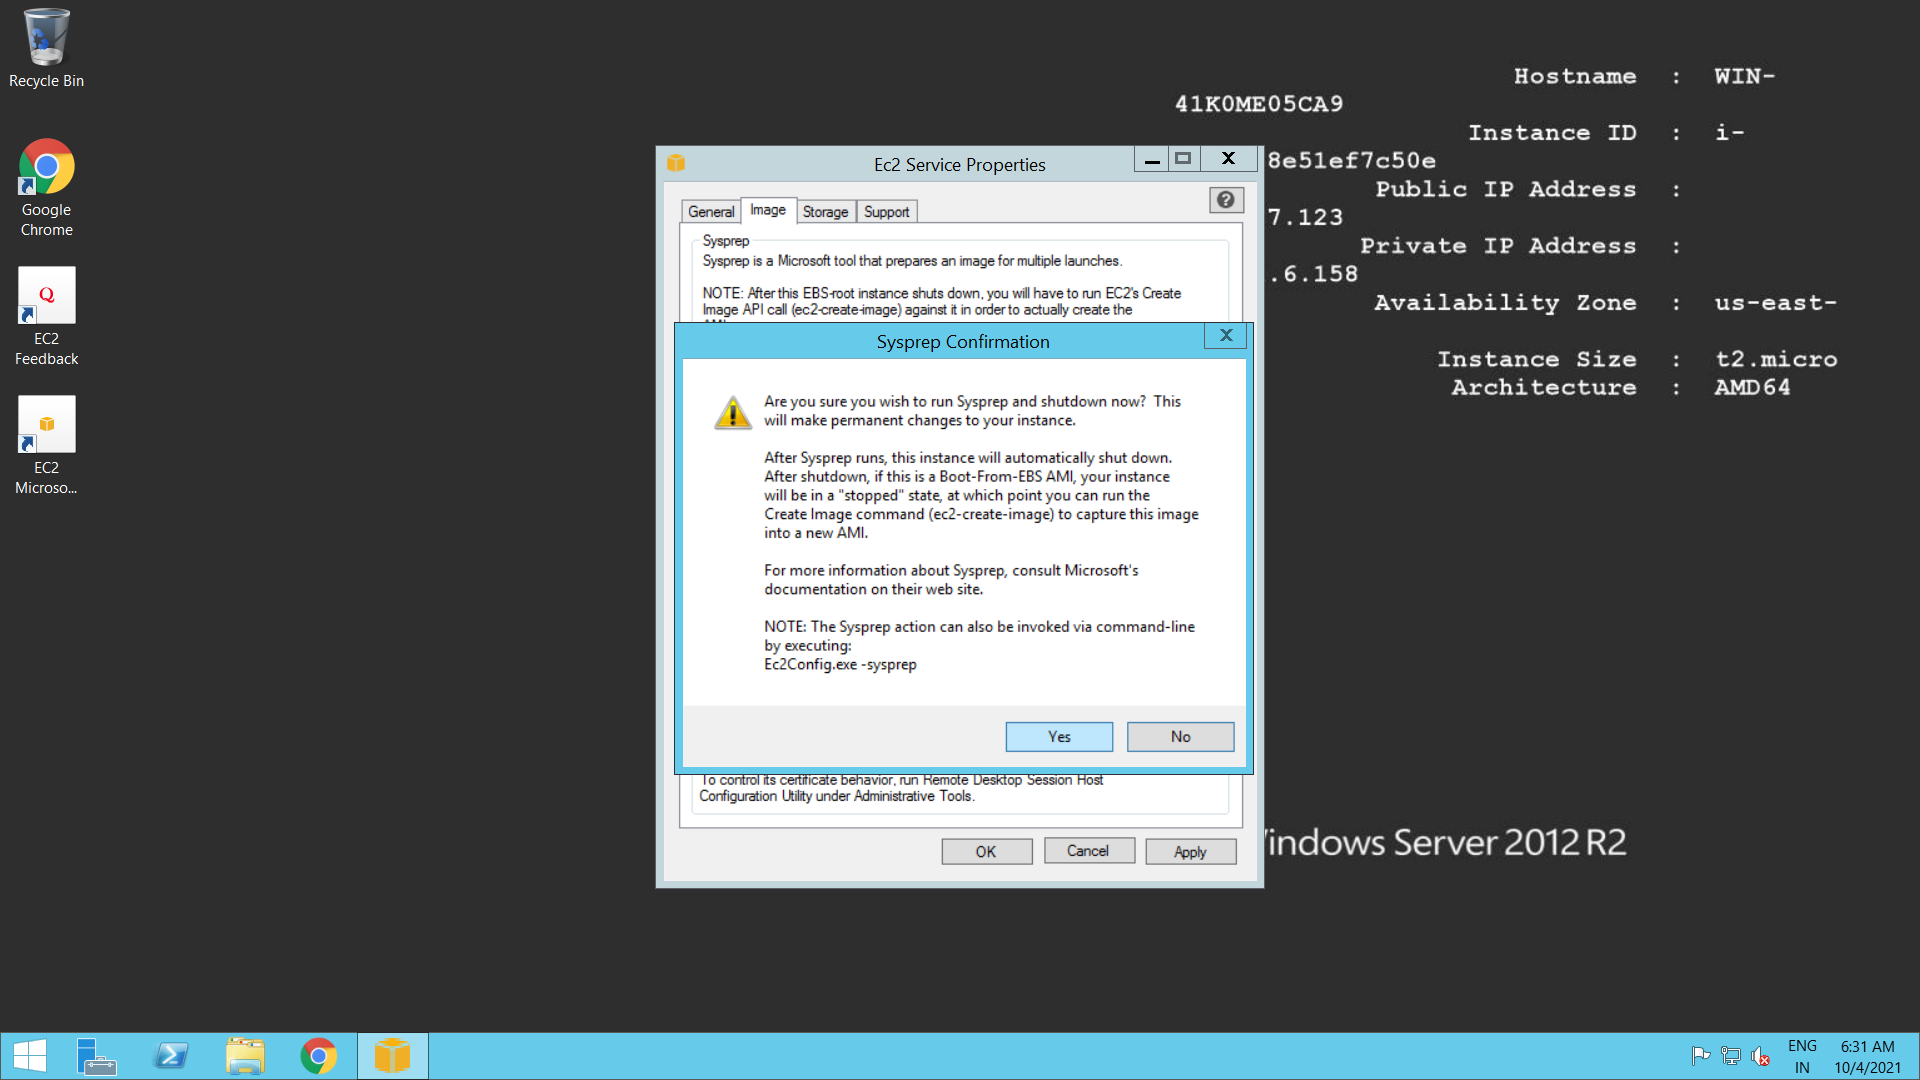 Recycle Bin
Google
Chrome
EC2
Feedback
EC2
Microso...
Hostname : WIN-
41K0ME05CA9
Instance ID : i-
8e51ef7c50e
Public IP Address :
7.123
Private IP Address :
.6.158
Availability Zone : us-east-
Instance Size : t2.micro
Architecture : AMD64
Ec2 Service Properties
General
Image
Storage
Support
Sysprep
Sysprep is a Microsoft tool that prepares an image for multiple launches.
NOTE: After this EBS-root instance shuts down, you will have to run EC2's Create
Image API call (ec2-create-image) against it in order to actually create the
Sysprep Confirmation
Are you sure you wish to run Sysprep and shutdown now? This
will make permanent changes to your instance.
After Sysprep runs, this instance will automatically shut down.
After shutdown, if this is a Boot-From-EBS AMI, your instance
will be in a "stopped" state, at which point you can run the
Create Image command (ec2-create-image) to capture this image
into a new AMI.
For more information about Sysprep, consult Microsoft's
documentation on their web site.
NOTE: The Sysprep action can also be invoked via command-line
by executing:
Ec2Config.exe -sysprep
Yes
No
To control its certificate behavior, run Remote Desktop Session Host
Configuration Utility under Administrative Tools.
OK
Cancel
Apply
indows Server 2012 R2
ENG
IN
6:31 AM
10/4/2021